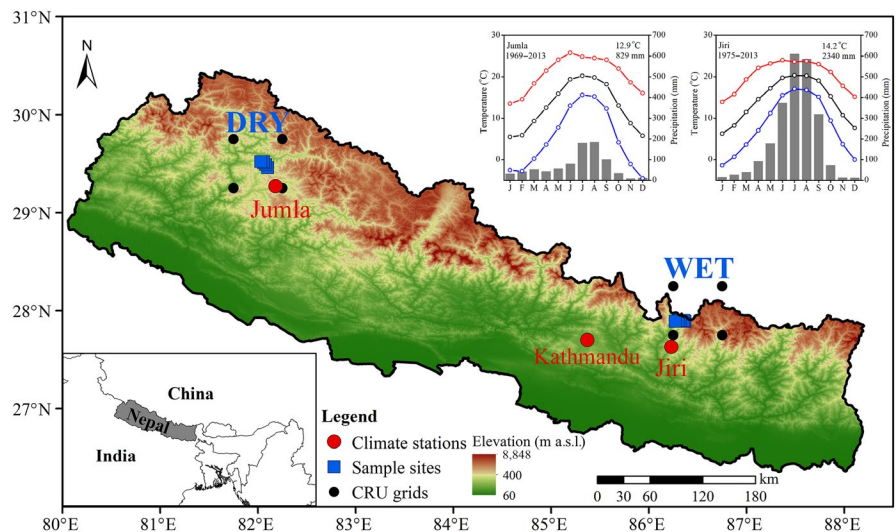 31°N
30°N
29°N
28°N
27°N
80°E
81°E
82°E
83°E
84°E
85°E
86°E
87°E
88°E
N
DRY
Jumla
WET
Kathmandu
Jiri
Jumla
1969-2013
12.9°C
829 mm
Temperature (°C)
30
20
10
0
Precipitation (mm)
700
600
500
400
300
200
100
0
J F M A M J J A S O N D
Jiri
1975-2013
14.2°C
2340 mm
Temperature (°C)
30
20
10
0
Precipitation (mm)
700
600
500
400
300
200
100
0
J F M A M J J A S O N D
China
Nepal
India
Legend
Climate stations
Sample sites
CRU grids
Elevation (m a.s.l.)
8,848
400
60
km
0 30 60 120 180